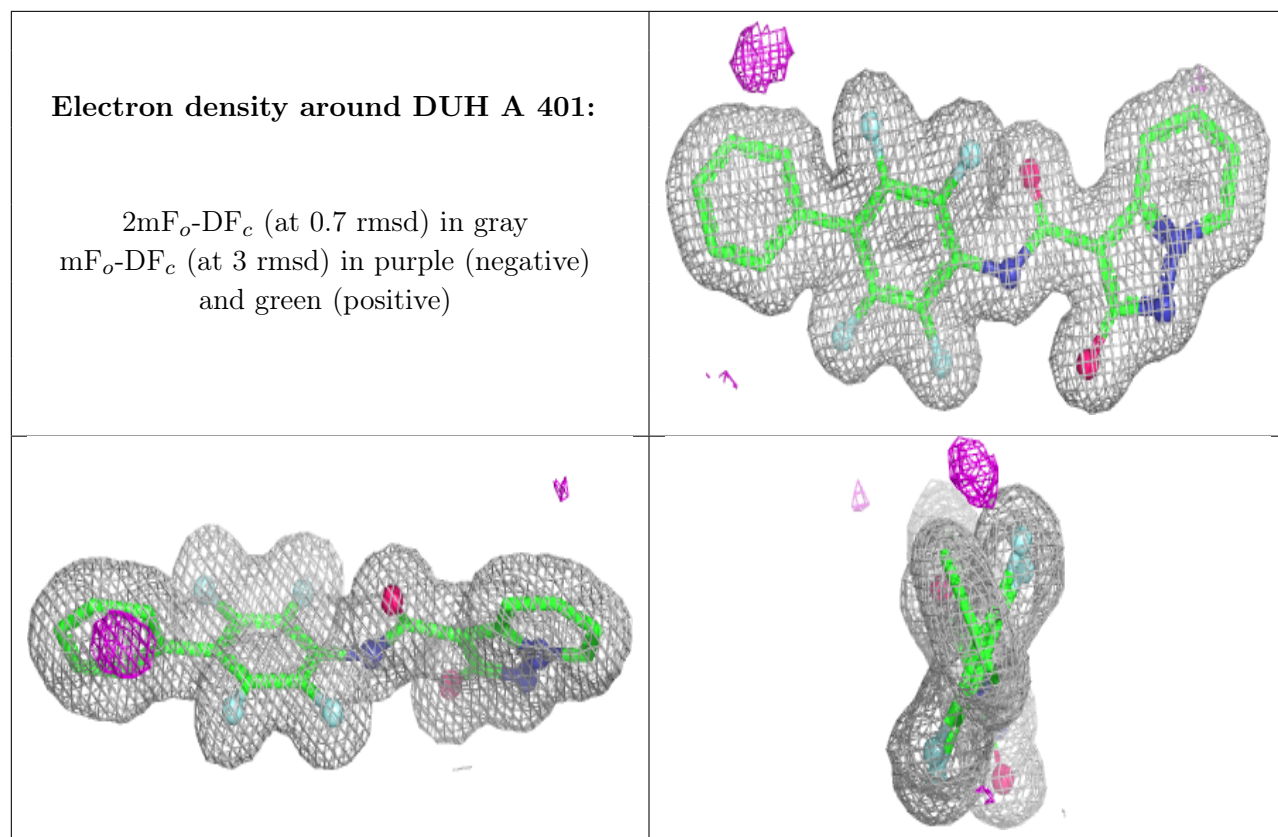 Electron density around DUH A 401:
2mFo-DFc (at 0.7 rmsd) in gray
mFo-DFc (at 3 rmsd) in purple (negative)
and green (positive)